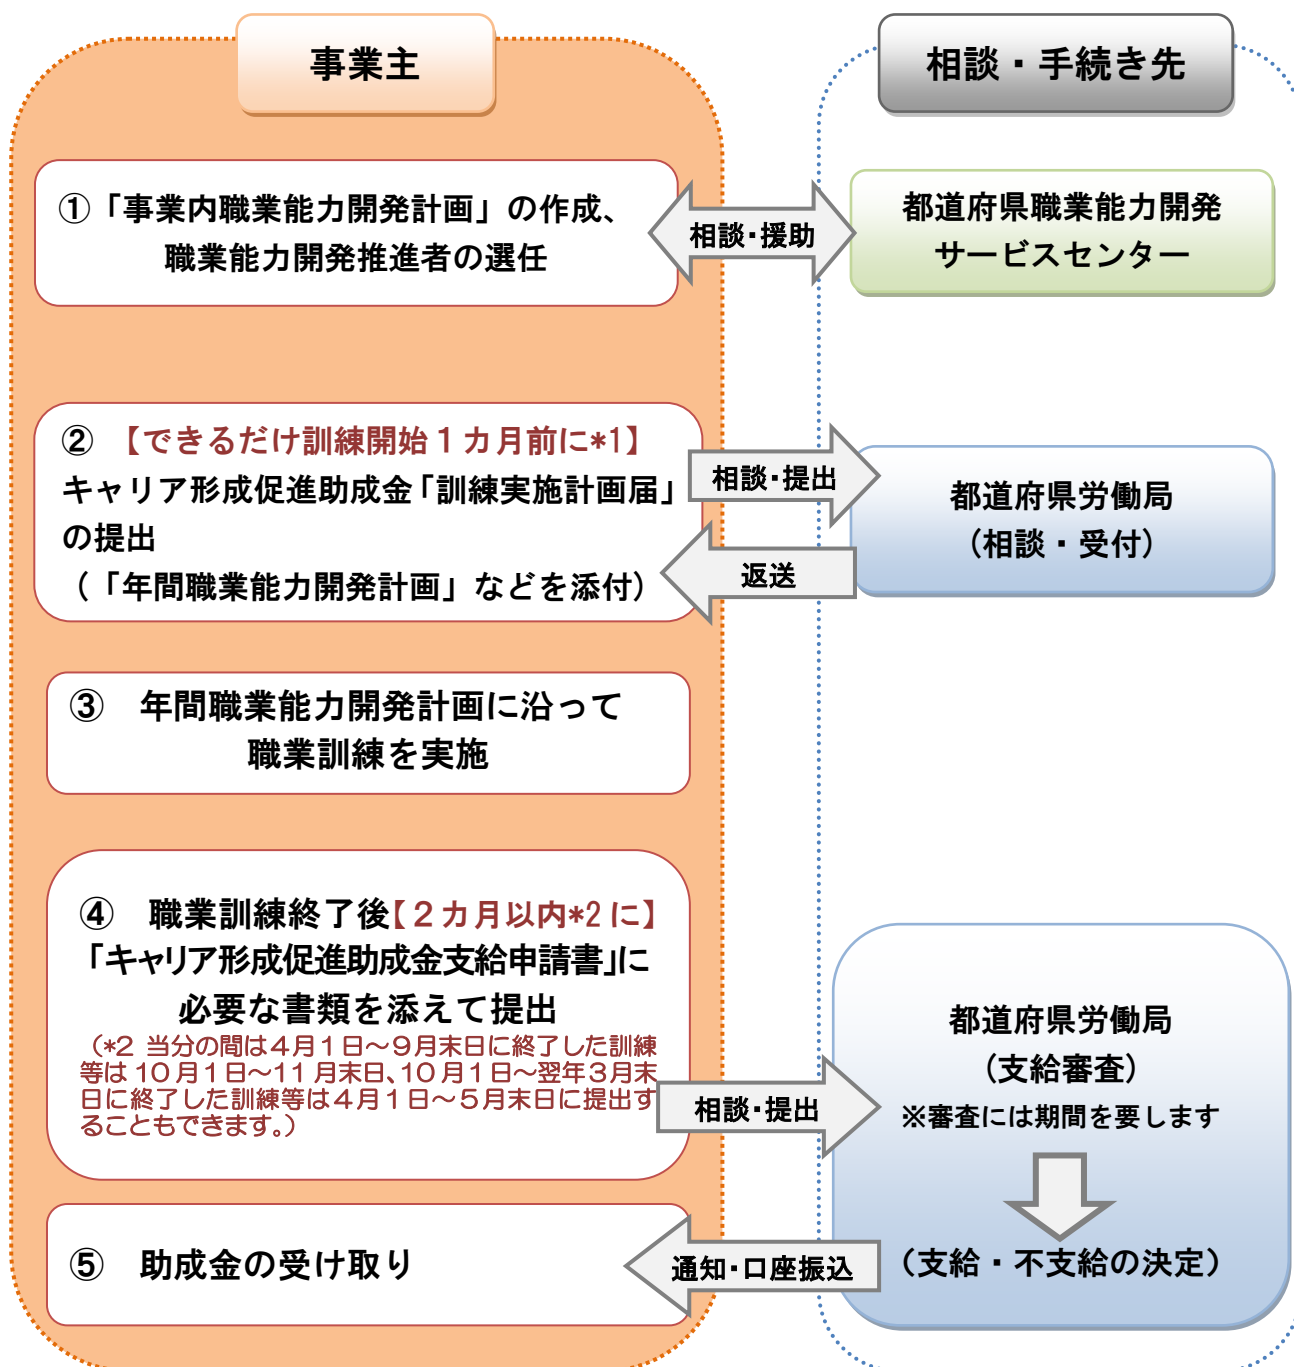 事業主
相談・手続き先
①「事業内職業能力開発計画」の作成、
職業能力開発推進者の選任
相談・援助
都道府県職業能力開発
サービスセンター
② 【できるだけ訓練開始１カ月前に*1】
キャリア形成促進助成金「訓練実施計画届」
の提出
（「年間職業能力開発計画」などを添付）
相談・提出
返送
都道府県労働局
（相談・受付）
③ 年間職業能力開発計画に沿って
職業訓練を実施
④ 職業訓練終了後【２カ月以内*2に】
「キャリア形成促進助成金支給申請書」に
必要な書類を添えて提出
（*2 当分の間は４月１日～９月末日に終了した訓練
等は10月１日～11月末日、10月１日～翌年３月末
日に終了した訓練等は４月１日～５月末日に提出す
ることもできます。）
相談・提出
都道府県労働局
（支給審査）
※審査には期間を要します
（支給・不支給の決定）
通知・口座振込
⑤ 助成金の受け取り